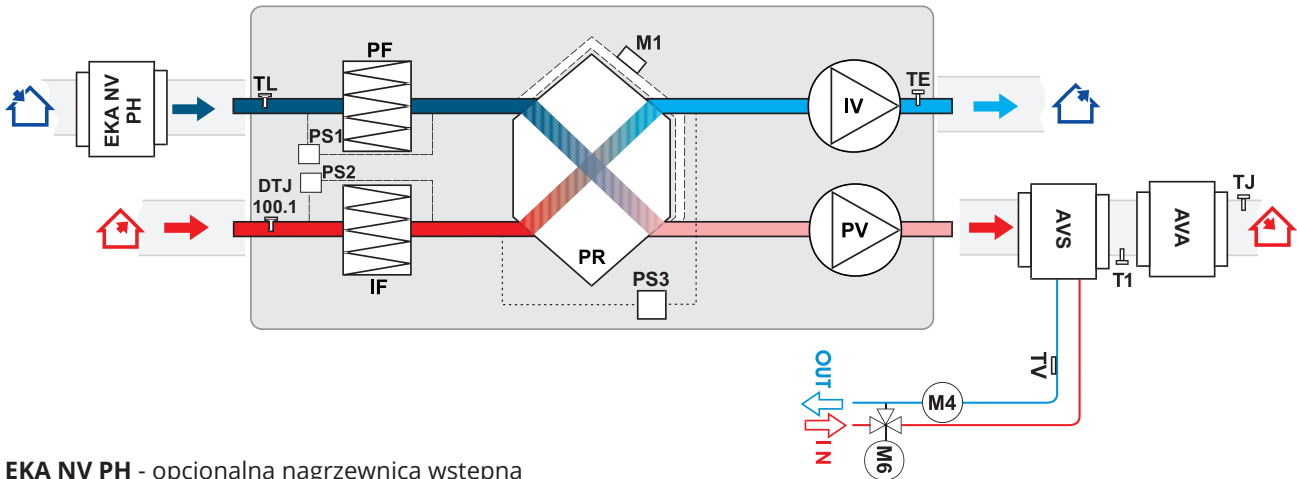 EKA NV
PH
TL
PF
M1
TE
IV
PS1
PS2
DTJ
100.1
IF
PR
PS3
PV
AVS
T1
AVA
TJ
TV
OUT
IN
M4
M6
EKA NV PH - opcjonalna nagrzewnica wstępna